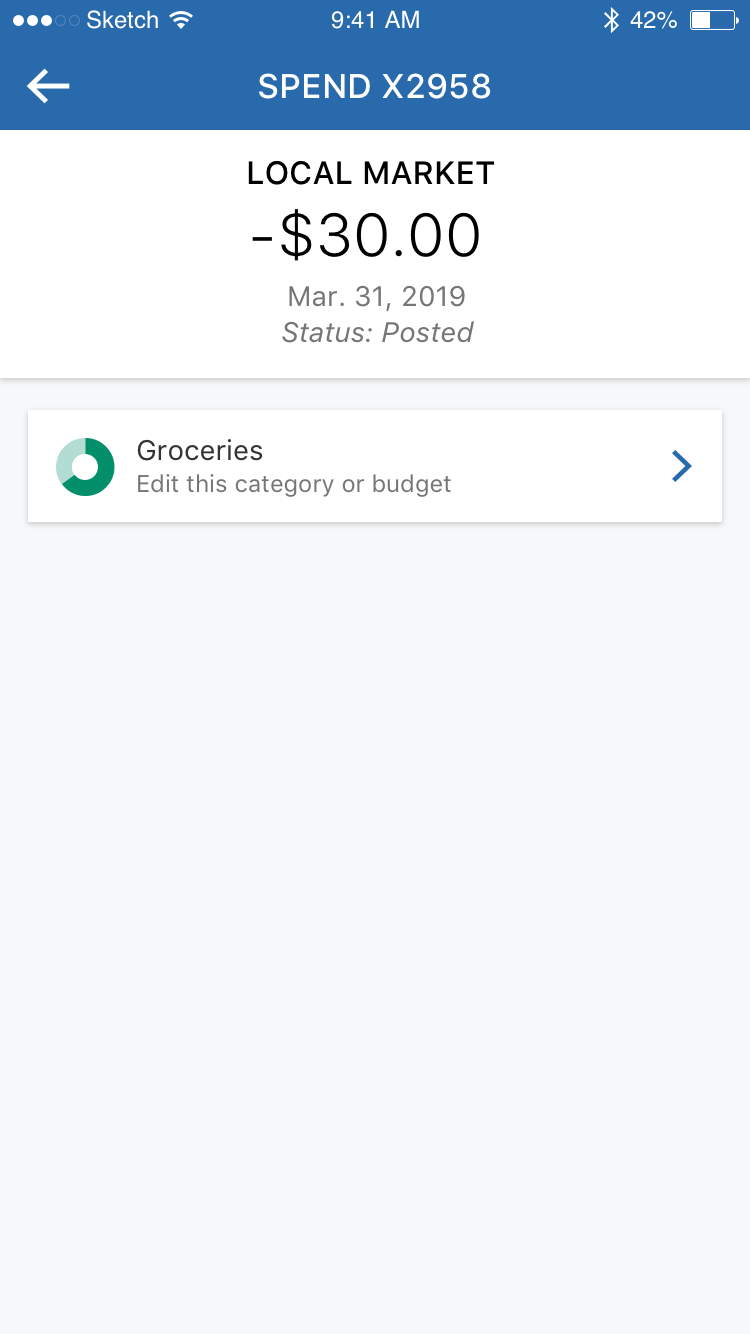 Sketch 9:41 AM 42%
SPEND X2958
LOCAL MARKET
-$30.00
Mar. 31, 2019
Status: Posted
Groceries
Edit this category or budget